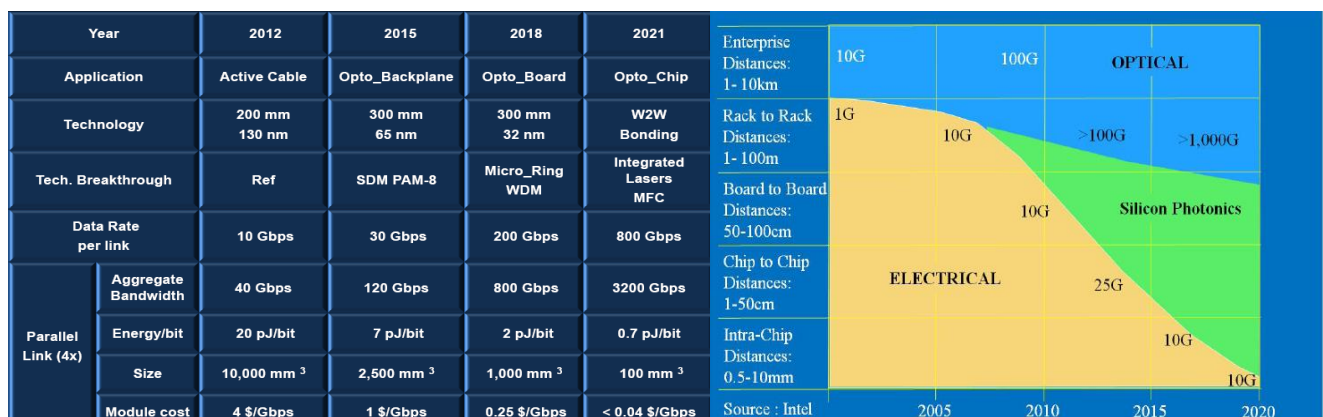 Year 2012 2015 2018 2021
Application Active Cable Opto_Backplane Opto_Board Opto_Chip
Technology
200 mm
130 nm
300 mm
65 nm
300 mm
32 nm
W2W
Bonding
Tech. Breakthrough
Ref
SDM PAM-8
Micro_Ring
WDM
Integrated
Lasers
MFC
Data Rate
per link
10 Gbps 30 Gbps 200 Gbps 800 Gbps
Parallel
Link (4x)
Aggregate
Bandwidth
40 Gbps 120 Gbps 800 Gbps 3200 Gbps
Energy/bit 20 pJ/bit 7 pJ/bit 2 pJ/bit 0.7 pJ/bit
Size 10,000 mm 3 2,500 mm 3 1,000 mm 3 100 mm 3
Module cost 4 $/Gbps 1 $/Gbps 0.25 $/Gbps < 0.04 $/Gbps
Enterprise
Distances:
1- 10km
10G 100G OPTICAL
Rack to Rack
Distances:
1- 100m
1G 10G >100G >1,000G
Board to Board
Distances:
50-100cm
10G Silicon Photonics
Chip to Chip
Distances:
1-50cm
ELECTRICAL 25G
Intra-Chip
Distances:
0.5-10mm
10G
10G
Source : Intel 2005 2010 2015 2020